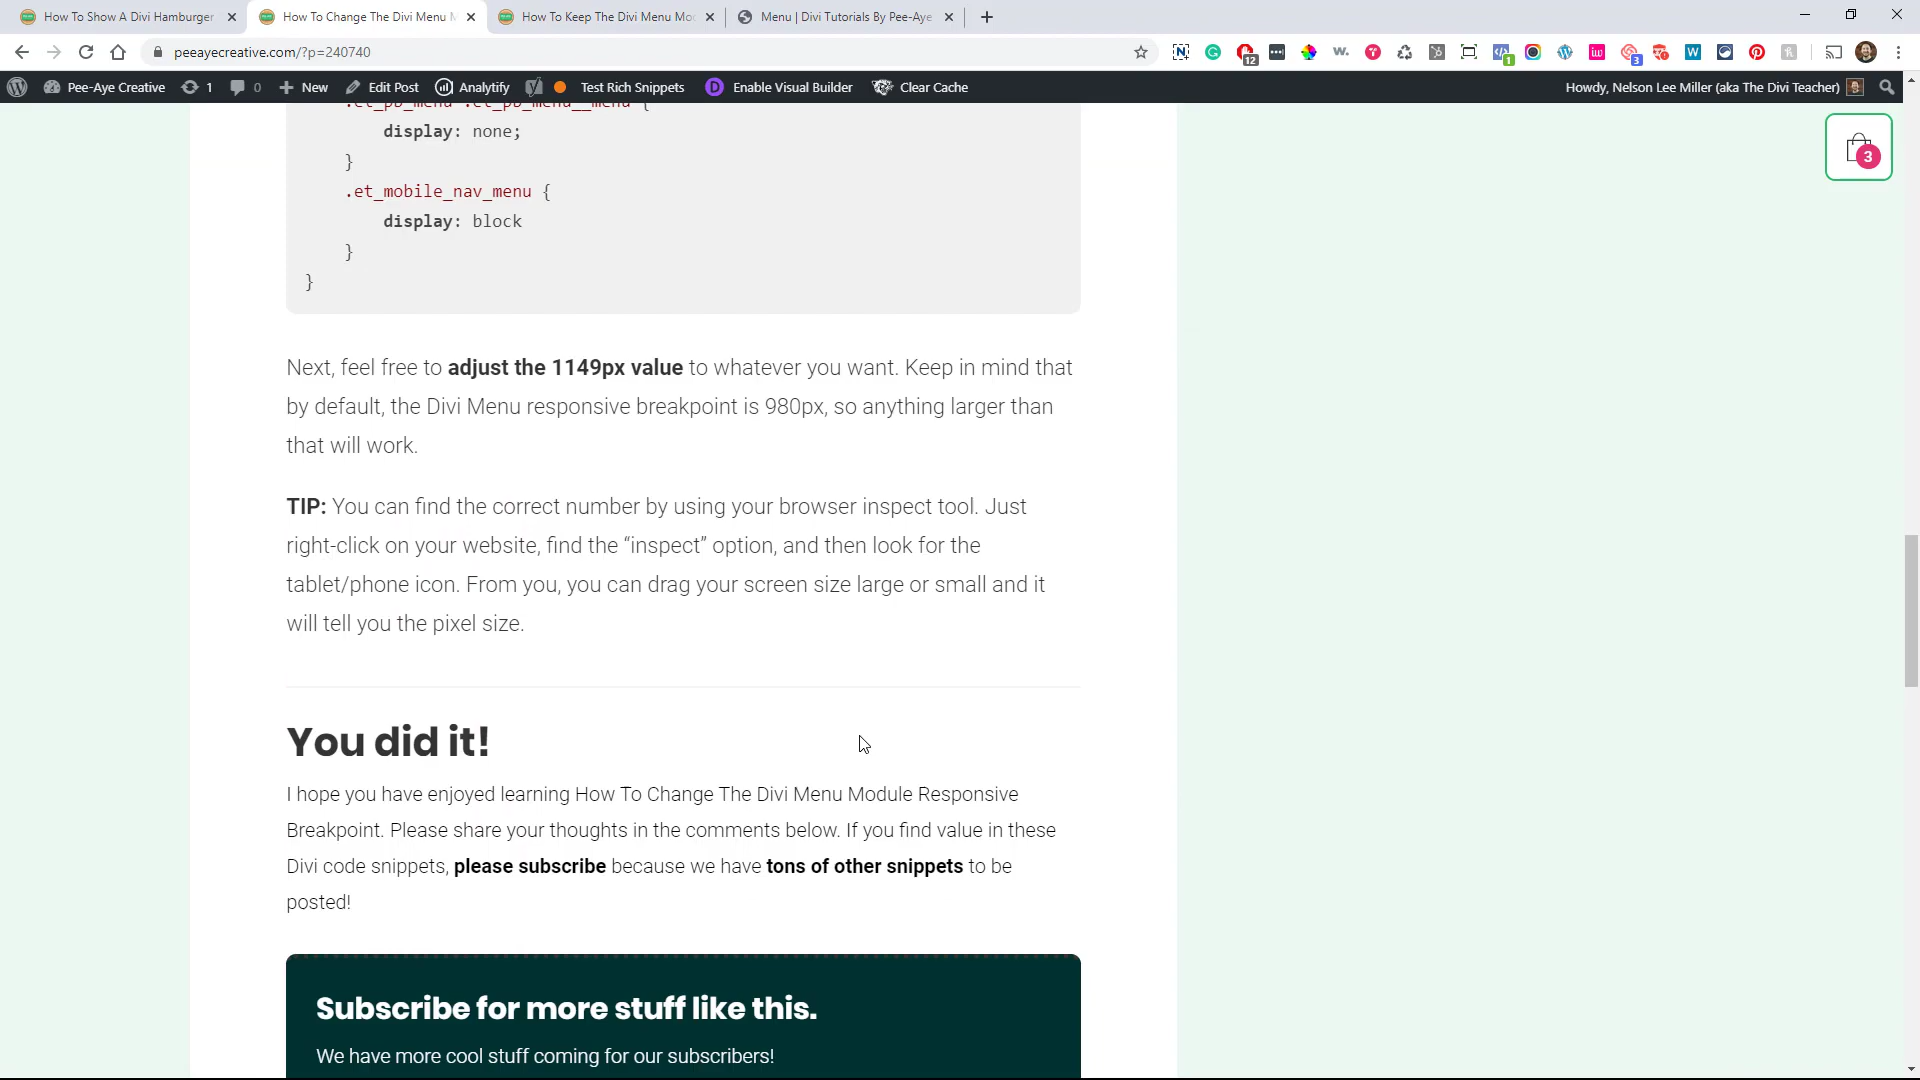 How To Show A Divi Hamburger
How To Change The Divi Menu M
How To Keep The Divi Menu Mo
Menu | Divi Tutorials By Pee-Aye
peeayecreative.com/?p=240740
12
1
3
Pee-Aye Creative
1
0
New
Edit Post
Analytify
Test Rich Snippets
Enable Visual Builder
Clear Cache
Howdy, Nelson Lee Miller (aka The Divi Teacher)
3
.et_pb_menu .et_pb_menu__menu {
display: none;
}
.et_mobile_nav_menu {
display: block
}
}
Next, feel free to adjust the 1149px value to whatever you want. Keep in mind that
by default, the Divi Menu responsive breakpoint is 980px, so anything larger than
that will work.
TIP: You can find the correct number by using your browser inspect tool. Just
right-click on your website, find the “inspect” option, and then look for the
tablet/phone icon. From you, you can drag your screen size large or small and it
will tell you the pixel size.
You did it!
I hope you have enjoyed learning How To Change The Divi Menu Module Responsive
Breakpoint. Please share your thoughts in the comments below. If you find value in these
Divi code snippets, please subscribe because we have tons of other snippets to be
posted!
Subscribe for more stuff like this.
We have more cool stuff coming for our subscribers!